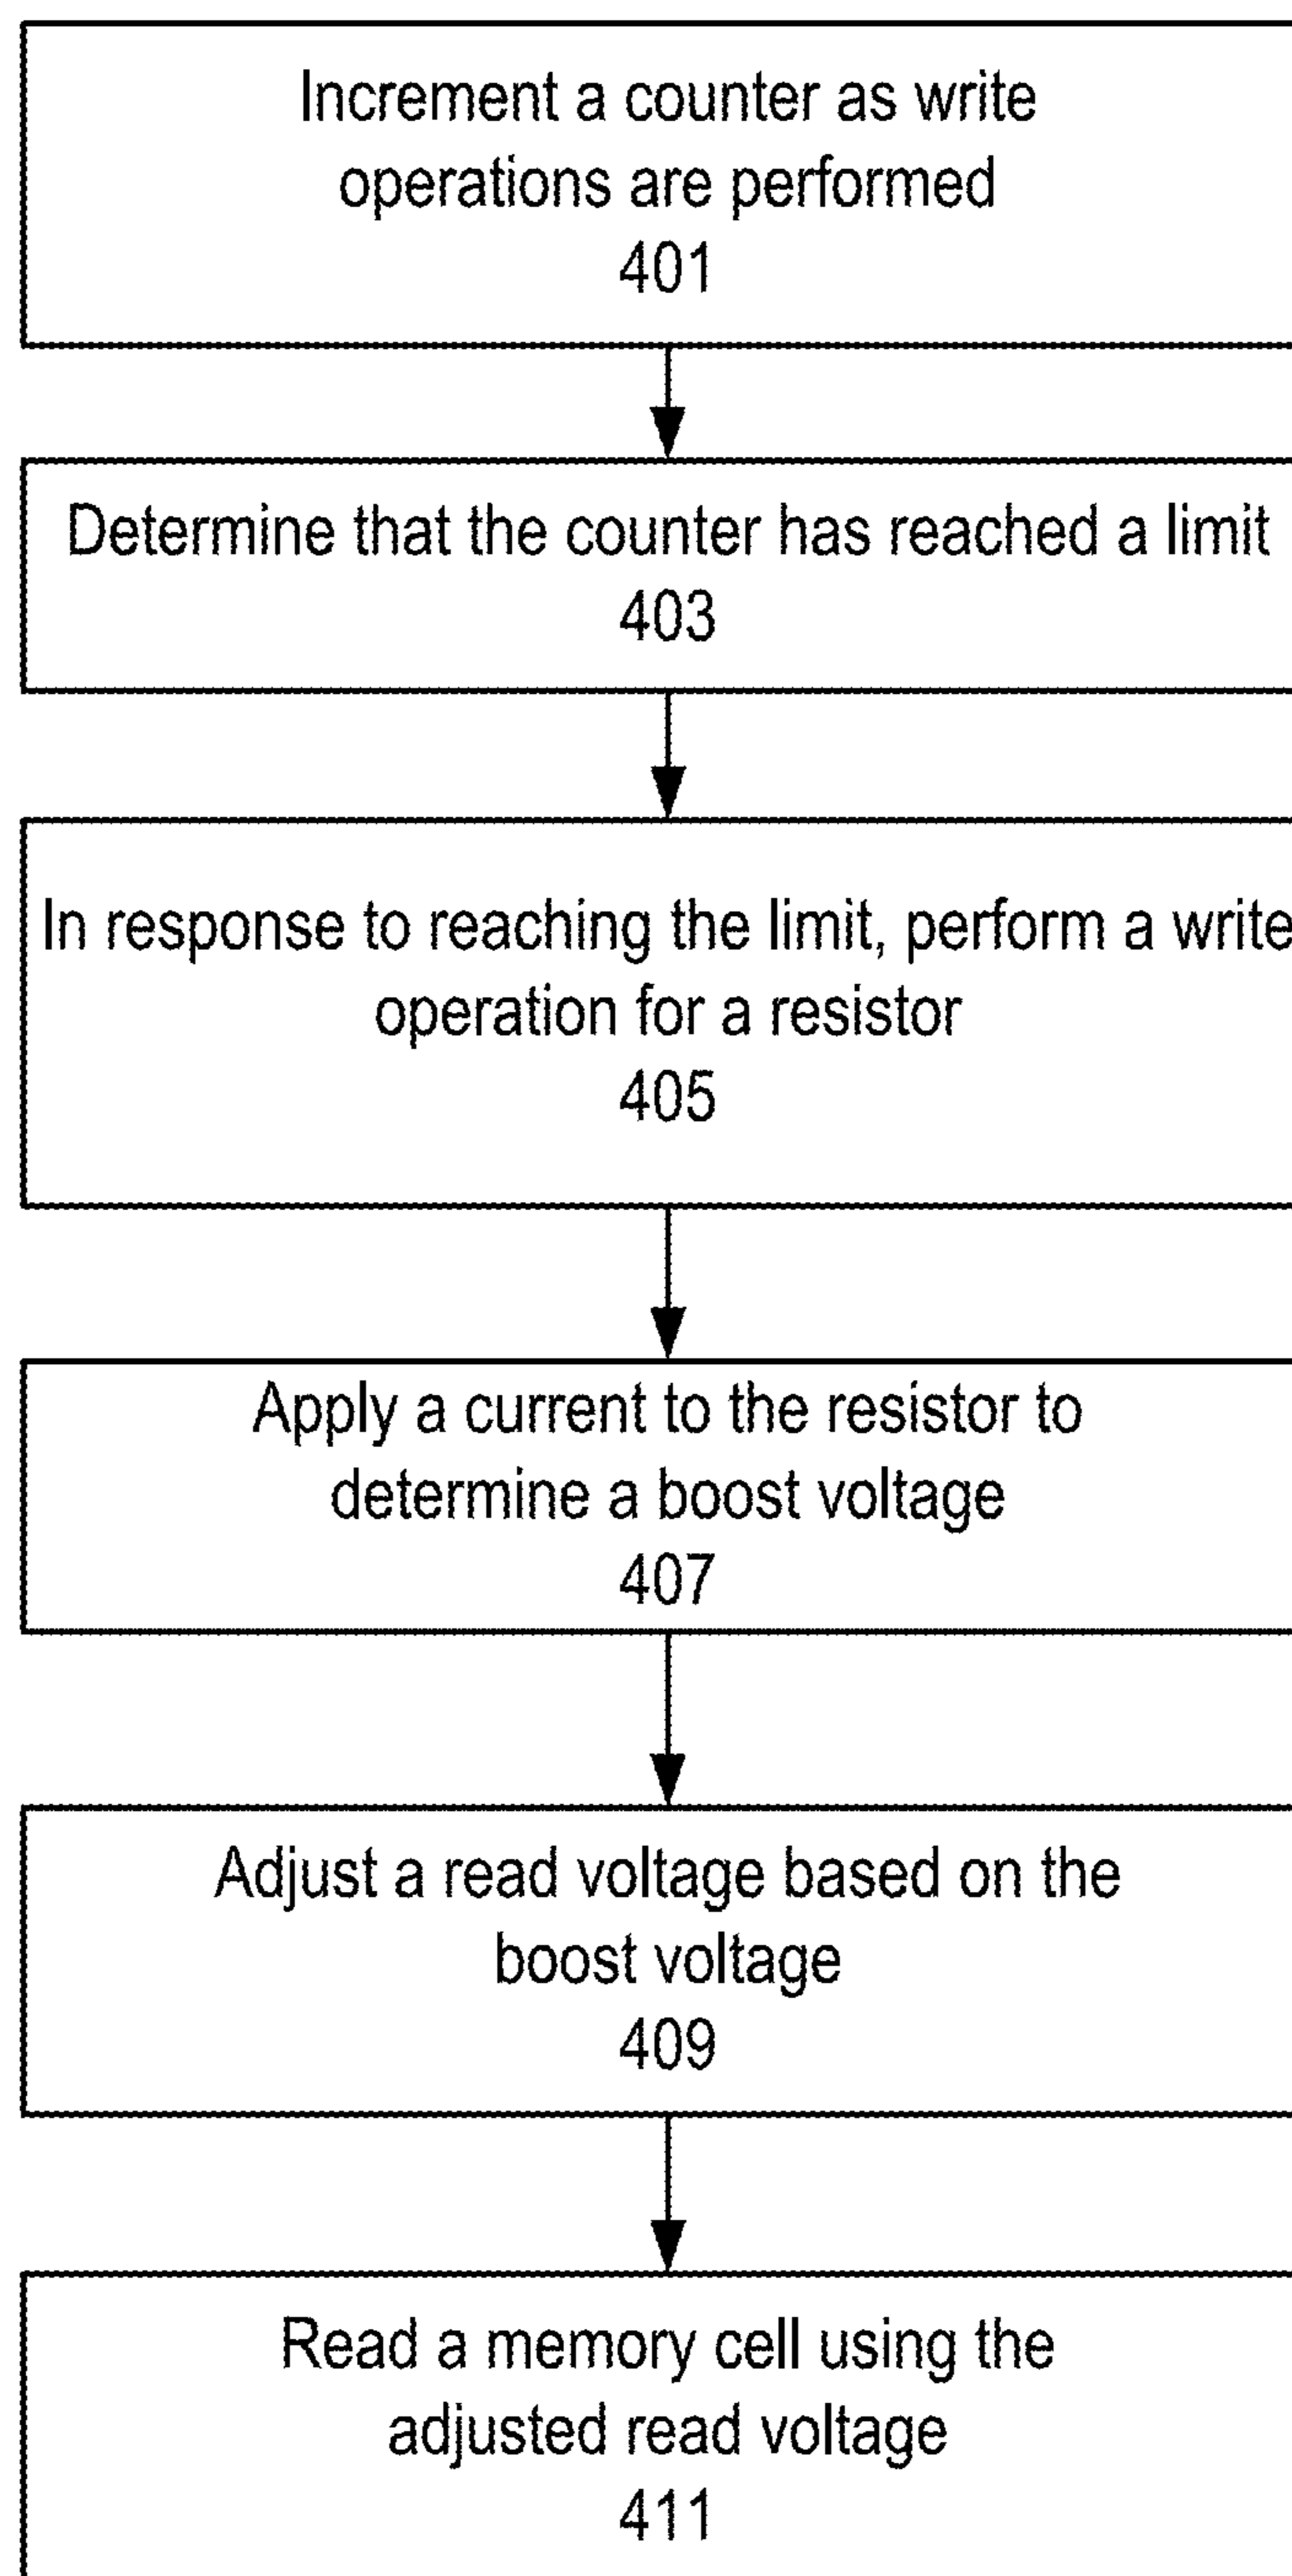 Increment a counter as write
operations are performed
401
Determine that the counter has reached a limit
403
In response to reaching the limit, perform a write
operation for a resistor
405
Apply a current to the resistor to
determine a boost voltage
407
Adjust a read voltage based on the
boost voltage
409
Read a memory cell using the
adjusted read voltage
411